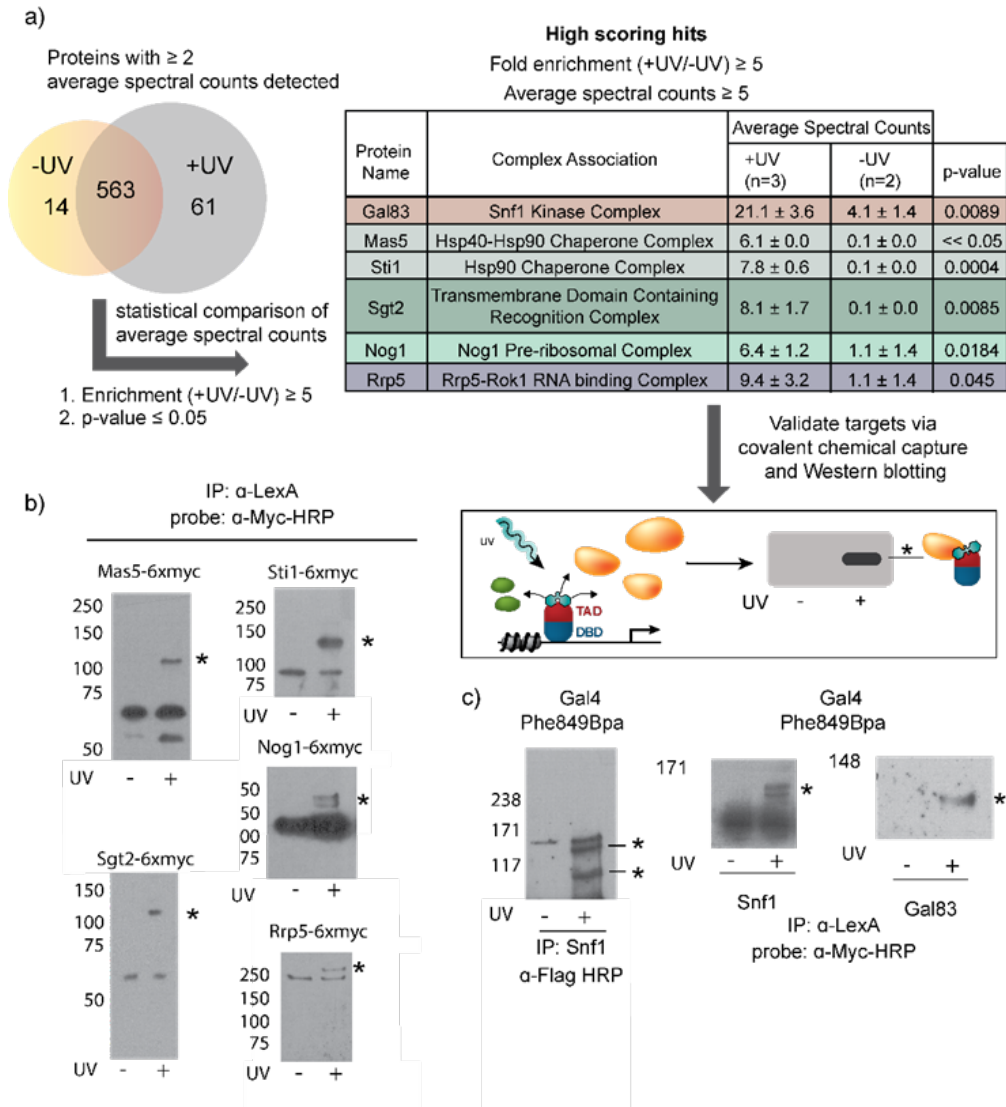 a)
Proteins with ≥ 2
average spectral counts detected
-UV
14
563
+UV
61
statistical comparison of
average spectral counts
1. Enrichment (+UV/-UV) ≥ 5
2. p-value ≤ 0.05
High scoring hits
Fold enrichment (+UV/-UV) ≥ 5
Average spectral counts ≥ 5
Average Spectral Counts
Protein Name Complex Association +UV (n=3) -UV (n=2) p-value
Gal83 Snf1 Kinase Complex 21.1 ± 3.6 4.1 ± 1.4 0.0089
Mas5 Hsp40-Hsp90 Chaperone Complex 6.1 ± 0.0 0.1 ± 0.0 << 0.05
Sti1 Hsp90 Chaperone Complex 7.8 ± 0.6 0.1 ± 0.0 0.0004
Sgt2 Transmembrane Domain Containing Recognition Complex 8.1 ± 1.7 0.1 ± 0.0 0.0085
Nog1 Nog1 Pre-ribosomal Complex 6.4 ± 1.2 1.1 ± 1.4 0.0184
Rrp5 Rrp5-Rok1 RNA binding Complex 9.4 ± 3.2 1.1 ± 1.4 0.045
Validate targets via
covalent chemical capture
and Western blotting
UV
TAD
DBD
*
UV - +
b)
IP: α-LexA
probe: α-Myc-HRP
Mas5-6xmyc
250
150
100
75
50
*
UV - +
Sti1-6xmyc
250
150
100
75
*
UV - +
Nog1-6xmyc
50
50
00
75
*
UV - +
Sgt2-6xmyc
150
100
75
50
*
UV - +
Rrp5-6xmyc
250
150
100
75
*
UV - +
c)
Gal4
Phe849Bpa
238
171
117
*
*
UV - +
IP: Snf1
α-Flag HRP
Gal4
Phe849Bpa
171
*
UV - +
Snf1
148
*
UV - +
Gal83
IP: α-LexA
probe: α-Myc-HRP